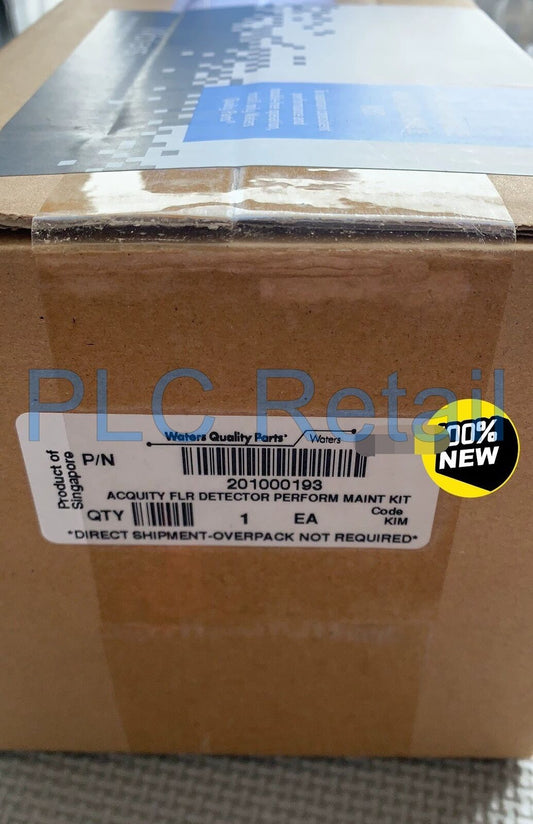 PLC Retail
100%
NEW
Waters Quality Parts
Waters
Product of
Singapore
P/N
201000193
ACQUITY FLR DETECTOR PERFORM MAINT KIT
QTY 1 EA
Code
KIM
*DIRECT SHIPMENT-OVERPACK NOT REQUIRED*